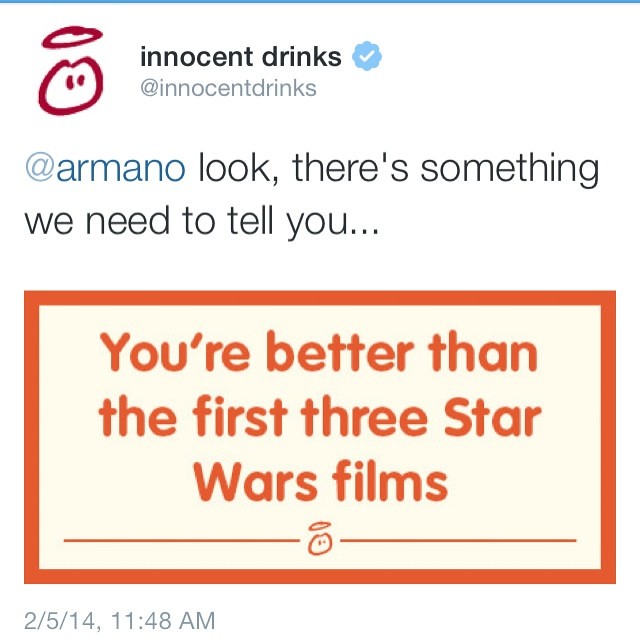 innocent drinks
@innocentdrinks
@armano look, there's something
we need to tell you...
You're better than
the first three Star
Wars films
2/5/14, 11:48 AM